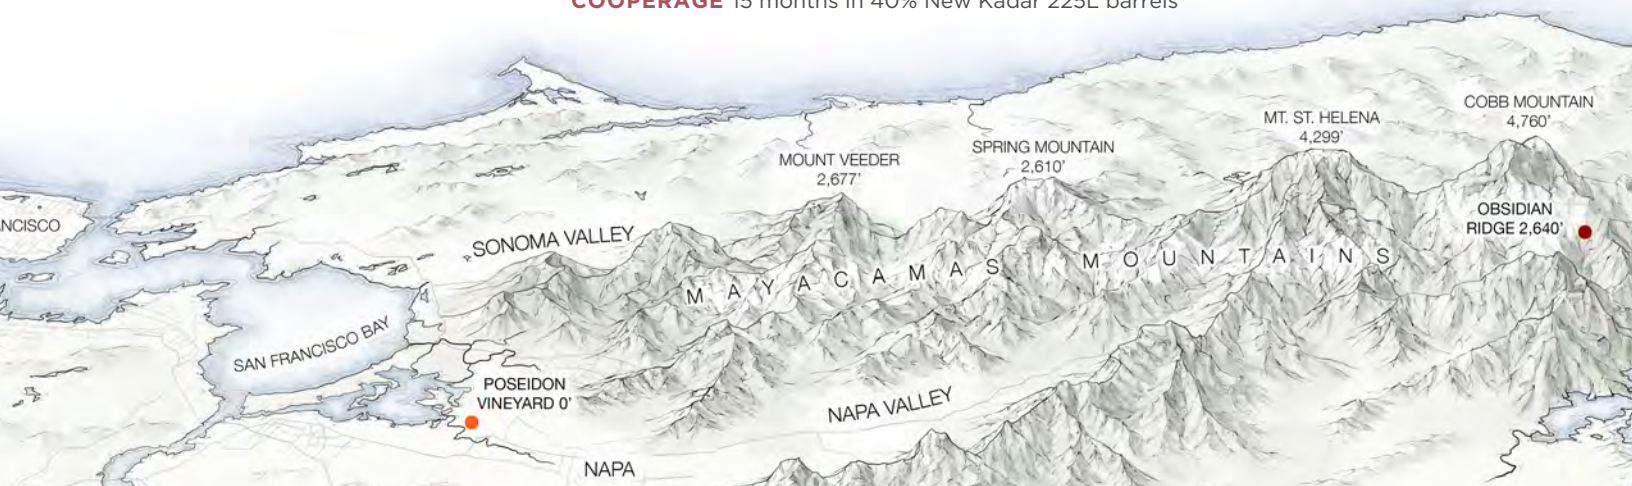 COOPERAGE 15 months in 40% New Kadar 225L barrels
COBB MOUNTAIN
4,760’
MT. ST. HELENA
4,299’
SPRING MOUNTAIN
2,610’
MOUNT VEEDER
2,677’
OBSIDIAN
RIDGE 2,640’
NCISCO
SONOMA VALLEY
MAYACAMAS MOUNTAINS
SAN FRANCISCO BAY
POSEIDON
VINEYARD 0’
NAPA VALLEY
NAPA